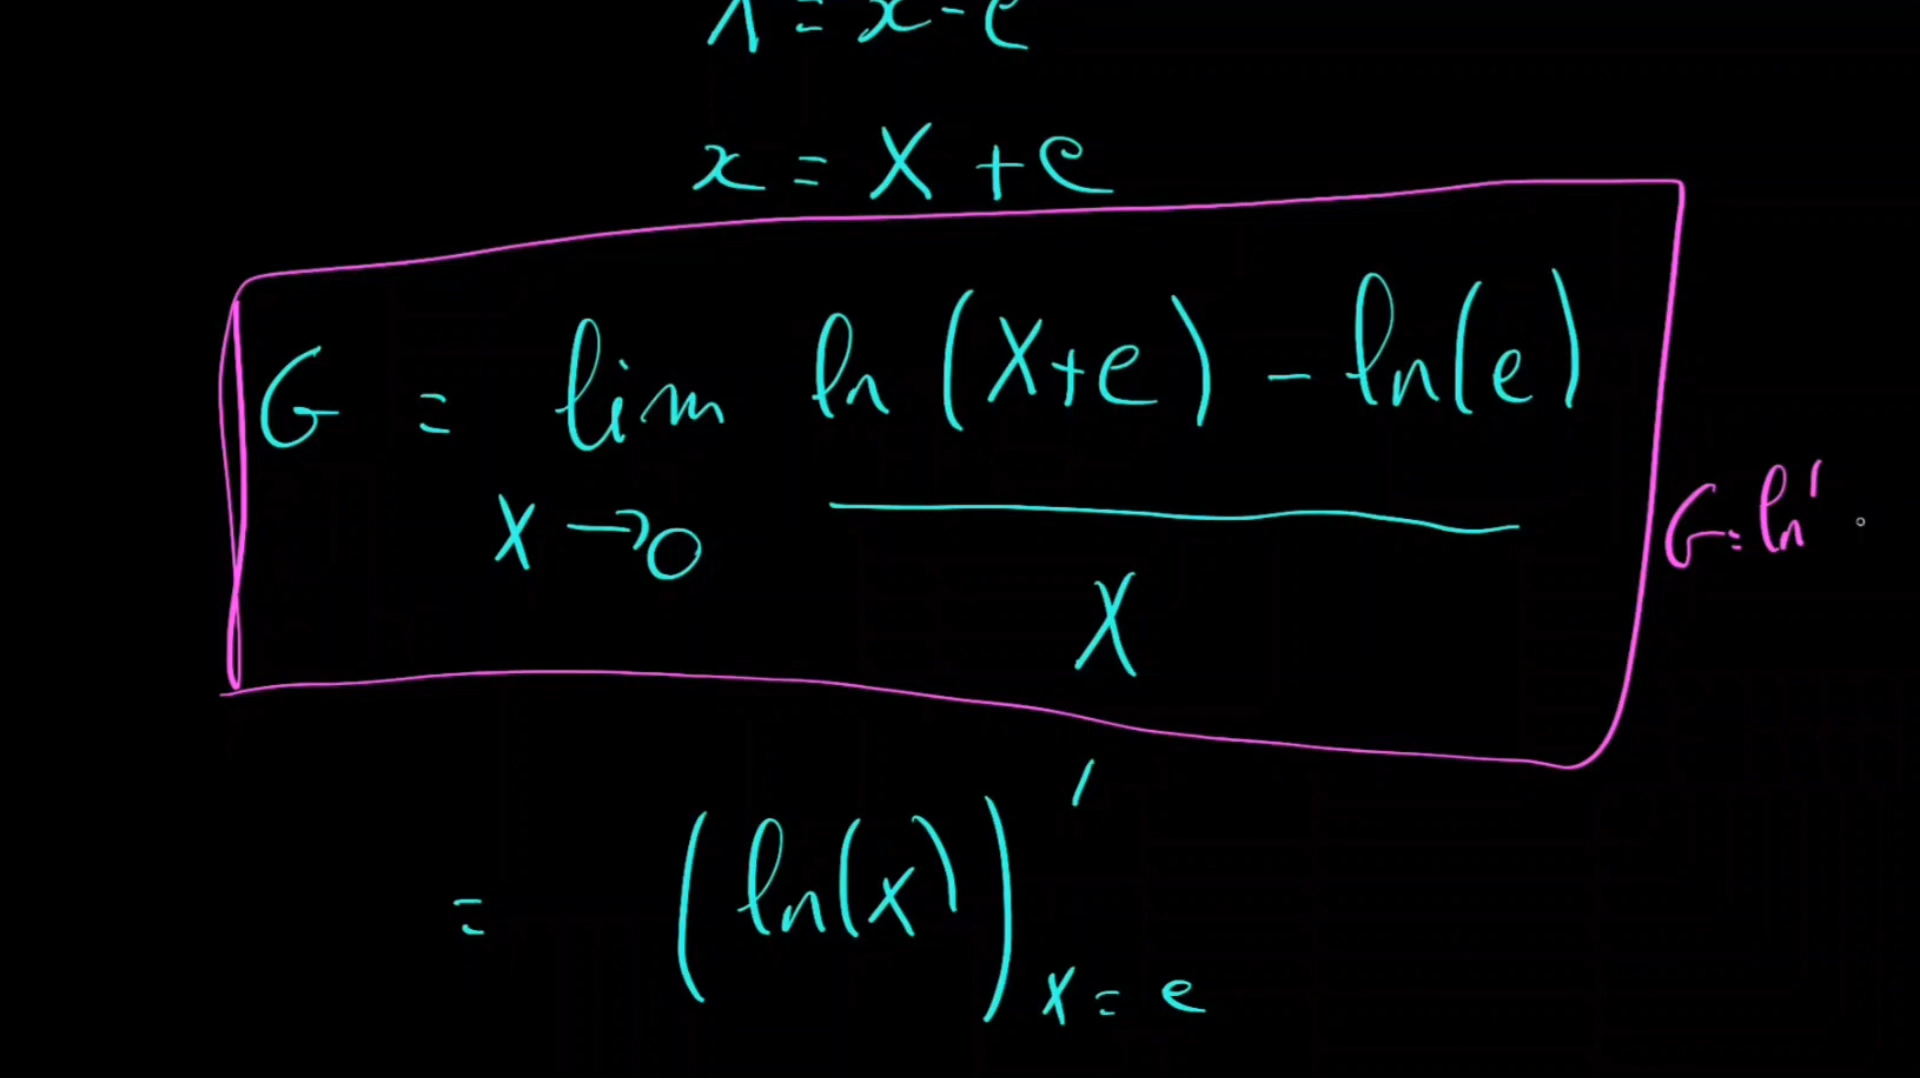 X = x - e
x = X + e
G = lim ln (X+e) - ln(e)
X → 0
X
G = ln'
= (ln(x))'
x = e